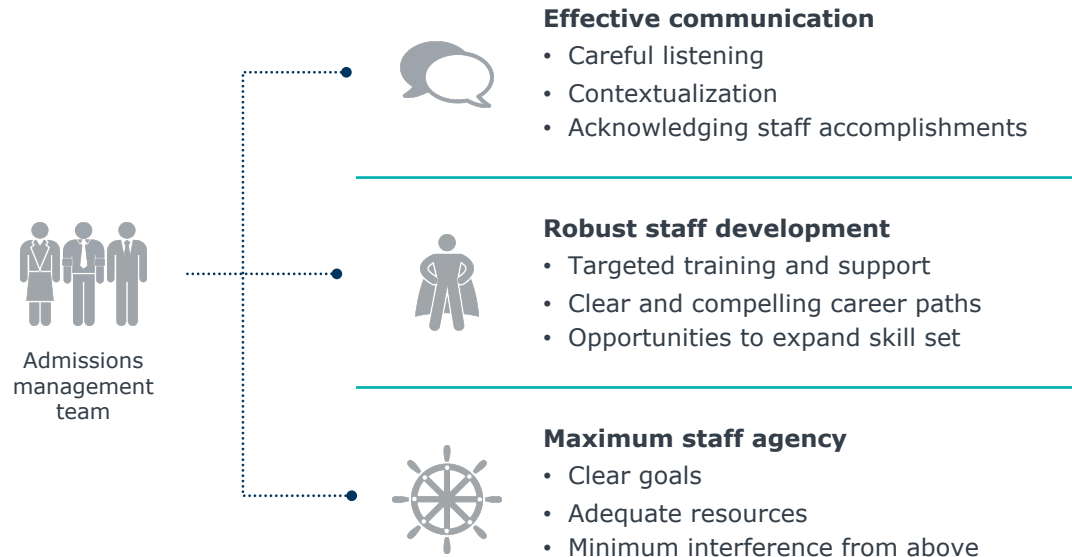 Effective communication
• Careful listening
• Contextualization
• Acknowledging staff accomplishments
Robust staff development
• Targeted training and support
• Clear and compelling career paths
• Opportunities to expand skill set
Admissions
management
team
Maximum staff agency
• Clear goals
• Adequate resources
• Minimum interference from above